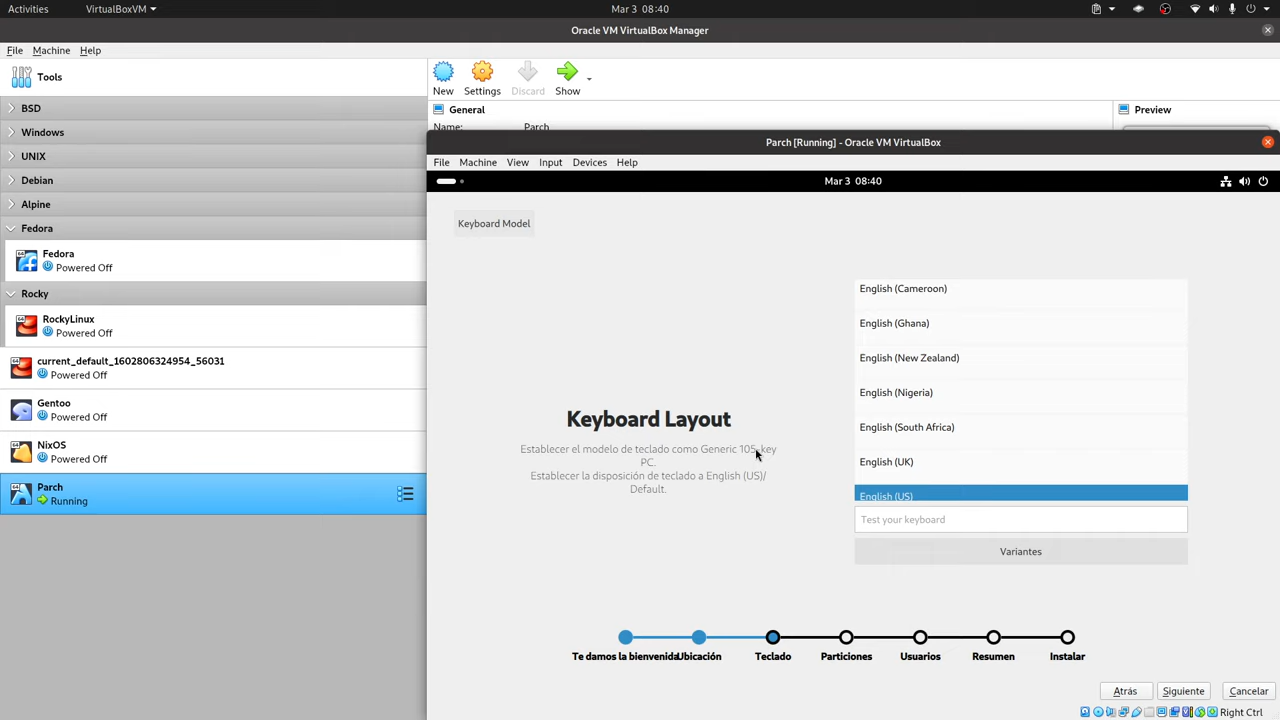 Activities
VirtualBoxVM
Mar 3 08:40
Oracle VM VirtualBox Manager
File Machine Help
Tools
New Settings Discard Show
BSD
Windows
UNIX
Debian
Alpine
Fedora
Fedora
Powered Off
Rocky
RockyLinux
Powered Off
current_default_1602806324954_56031
Powered Off
Gentoo
Powered Off
NixOS
Powered Off
Parch
Running
General
Preview
Name: Parch
Parch [Running] - Oracle VM VirtualBox
File Machine View Input Devices Help
Mar 3 08:40
Keyboard Model
Keyboard Layout
Establecer el modelo de teclado como Generic 105-key
PC.
Establecer la disposición de teclado a English (US)/
Default.
English (Cameroon)
English (Ghana)
English (New Zealand)
English (Nigeria)
English (South Africa)
English (UK)
English (US)
Test your keyboard
Variantes
Te damos la bienvenida Ubicación Teclado Particiones Usuarios Resumen Instalar
Atrás Siguiente Cancelar
Right Ctrl